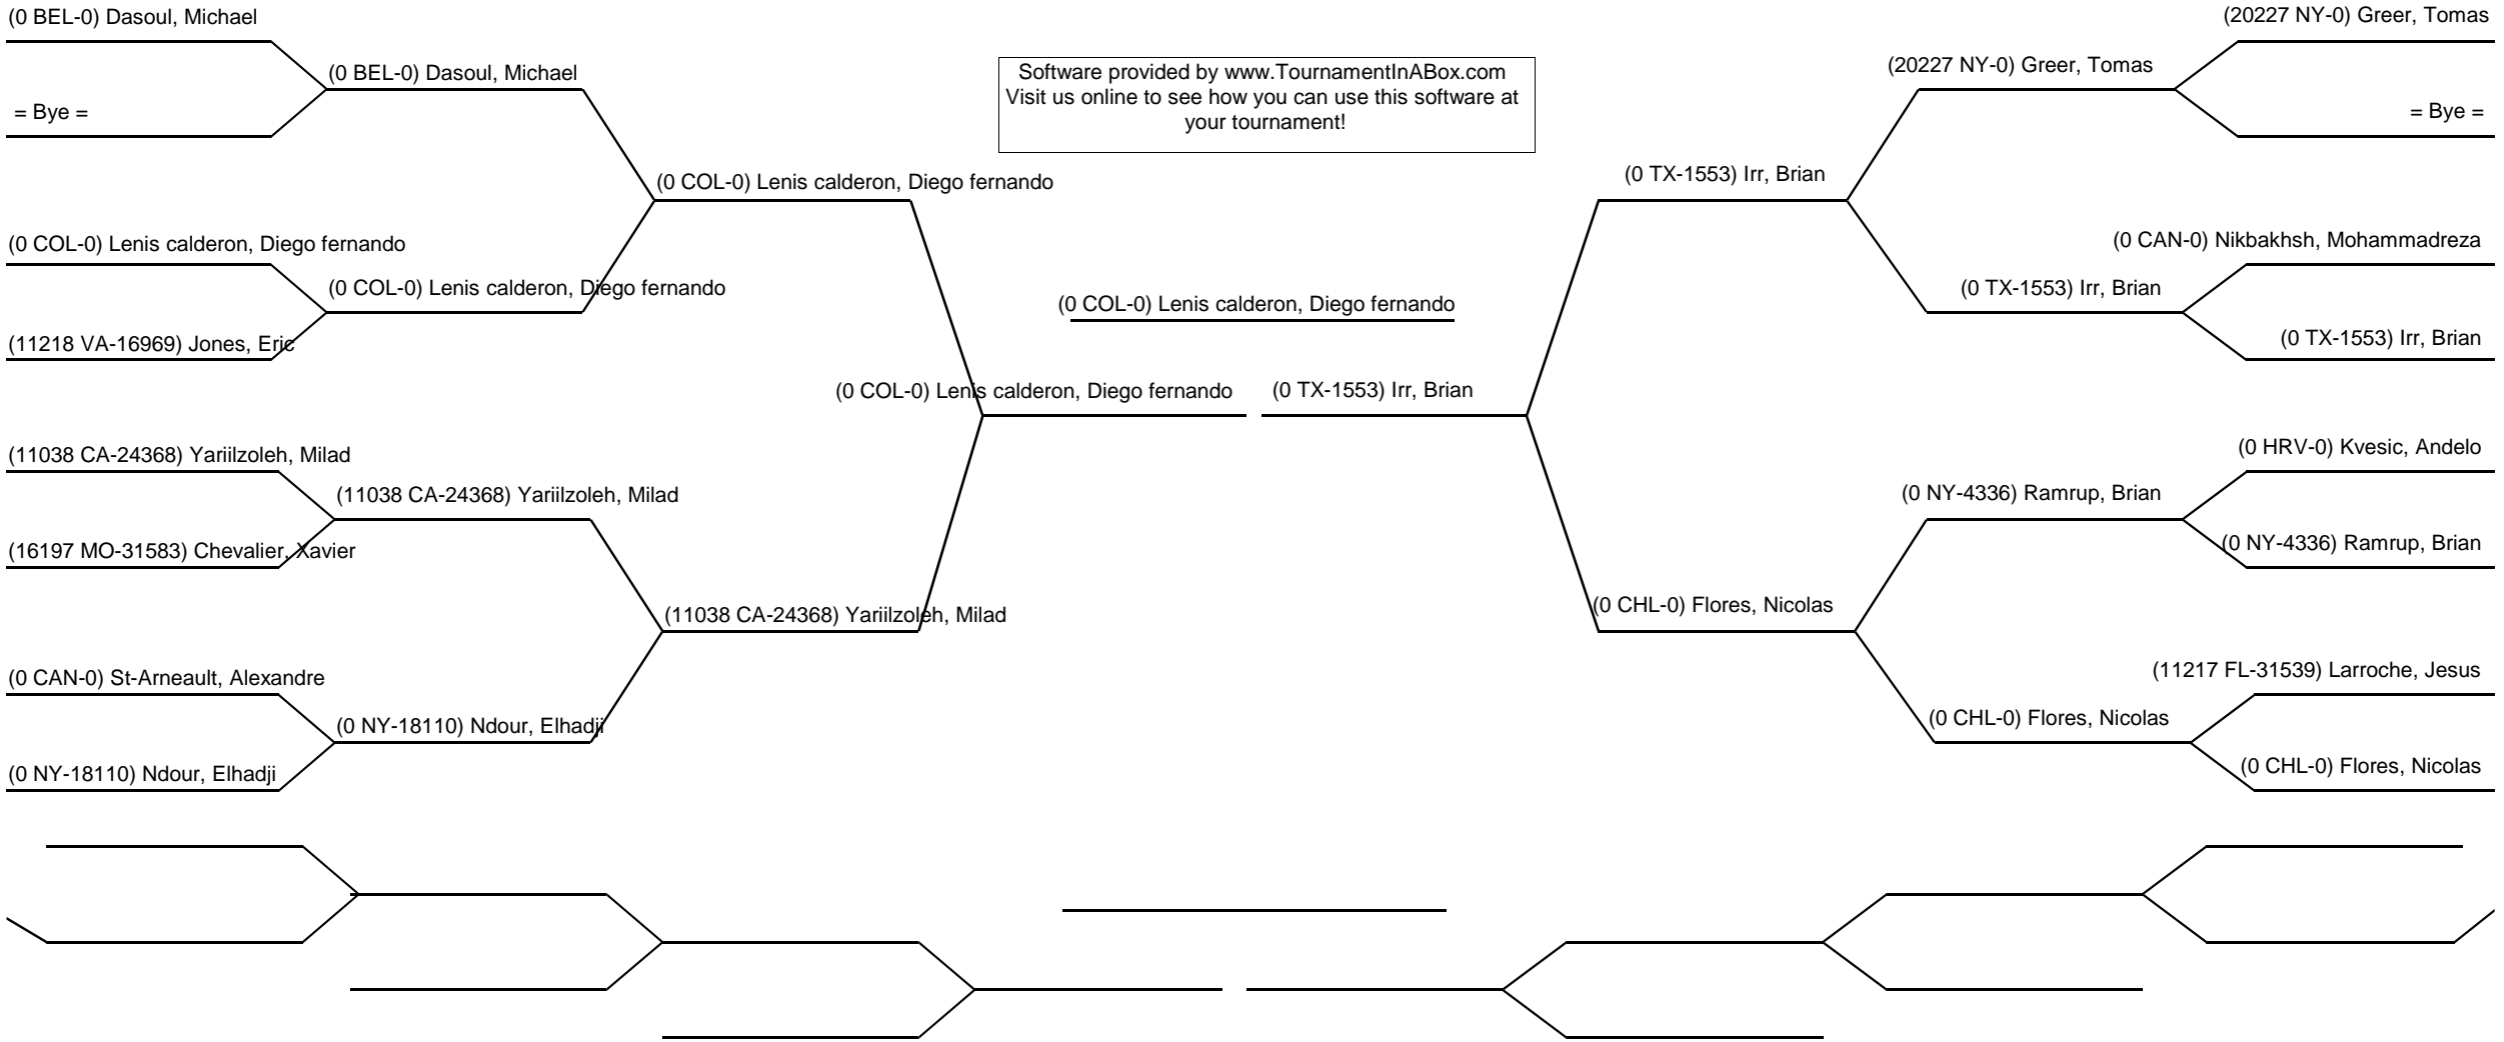 (0 BEL-0) Dasoul, Michael
= Bye =
(0 COL-0) Lenis calderon, Diego fernando
(11218 VA-16969) Jones, Eric
(11038 CA-24368) Yariilzoleh, Milad
(16197 MO-31583) Chevalier, Xavier
(0 CAN-0) St-Arneault, Alexandre
(0 NY-18110) Ndour, Elhadji
(0 BEL-0) Dasoul, Michael
(0 COL-0) Lenis calderon, Diego fernando
(11038 CA-24368) Yariilzoleh, Milad
(0 NY-18110) Ndour, Elhadji
(0 COL-0) Lenis calderon, Diego fernando
(11038 CA-24368) Yariilzoleh, Milad
(0 COL-0) Lenis calderon, Diego fernando
Software provided by www.TournamentInABox.com
Visit us online to see how you can use this software at
your tournament!
(0 COL-0) Lenis calderon, Diego fernando
(0 TX-1553) Irr, Brian
(0 TX-1553) Irr, Brian
(0 CHL-0) Flores, Nicolas
(20227 NY-0) Greer, Tomas
(0 TX-1553) Irr, Brian
(0 NY-4336) Ramrup, Brian
(0 CHL-0) Flores, Nicolas
(20227 NY-0) Greer, Tomas
= Bye =
(0 CAN-0) Nikbakhsh, Mohammadreza
(0 TX-1553) Irr, Brian
(0 HRV-0) Kvesic, Andelo
(0 NY-4336) Ramrup, Brian
(11217 FL-31539) Larroche, Jesus
(0 CHL-0) Flores, Nicolas